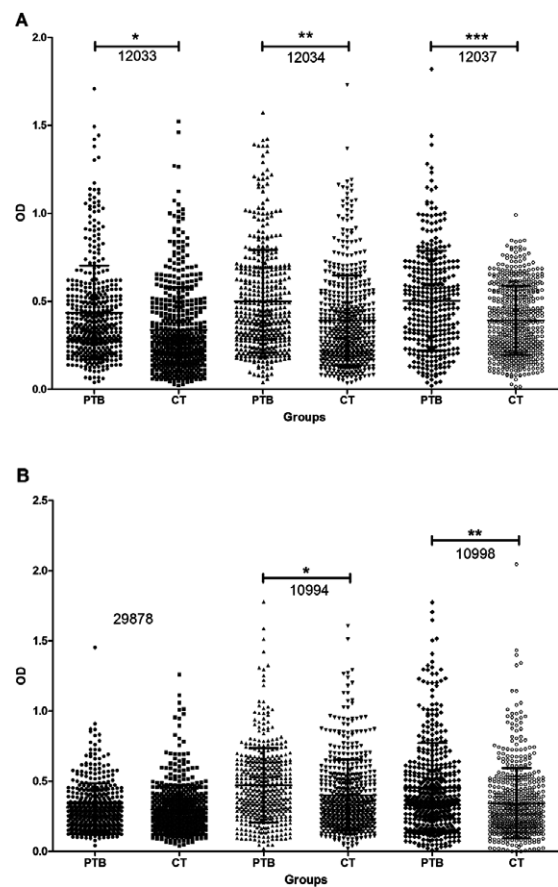 A
2.0
1.5
1.0
0.5
0.0
OD
*
12033
**
12034
***
12037
PTB CT PTB CT PTB CT
Groups
B
2.5
2.0
1.5
1.0
0.5
0.0
OD
29878
*
10994
**
10998
PTB CT PTB CT PTB CT
Groups